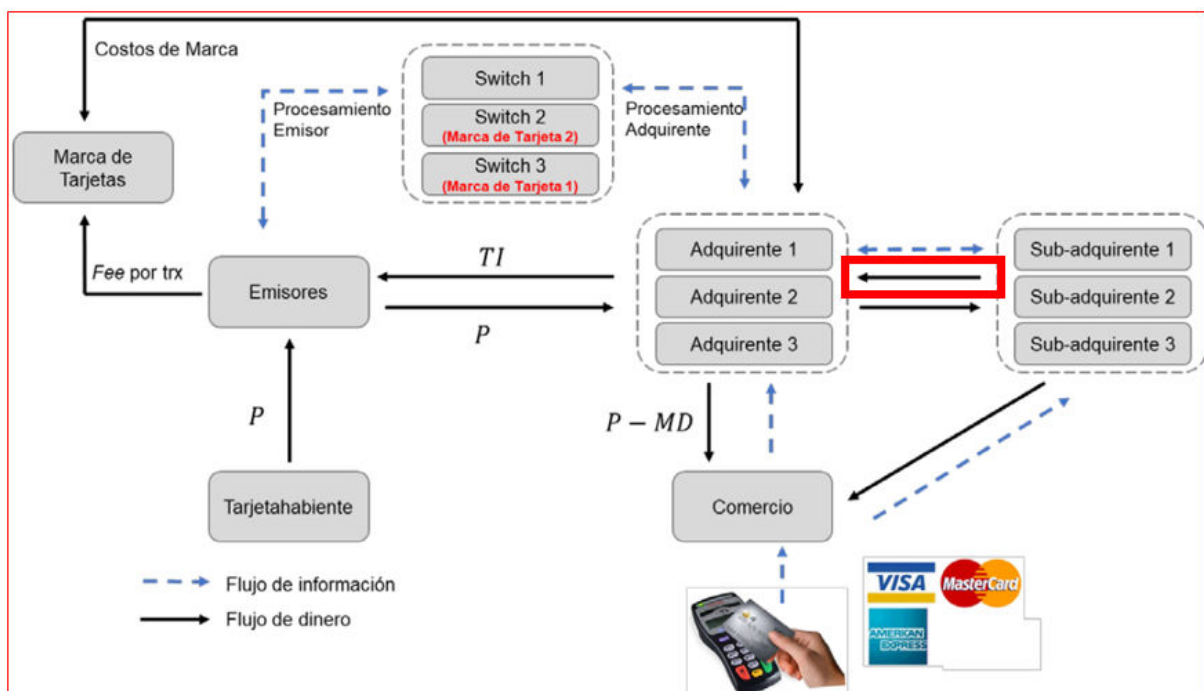 Costos de Marca
Switch 1
Switch 2
(Marca de Tarjeta 2)
Switch 3
(Marca de Tarjeta 1)
Procesamiento
Emisor
Procesamiento
Adquirente
Marca de
Tarjetas
Fee por trx
Emisores
TI
P
Adquirente 1
Adquirente 2
Adquirente 3
Sub-adquirente 1
Sub-adquirente 2
Sub-adquirente 3
P
P − MD
Tarjetahabiente
Comercio
Flujo de información
Flujo de dinero
VISA
MasterCard
AMERICAN
EXPRESS